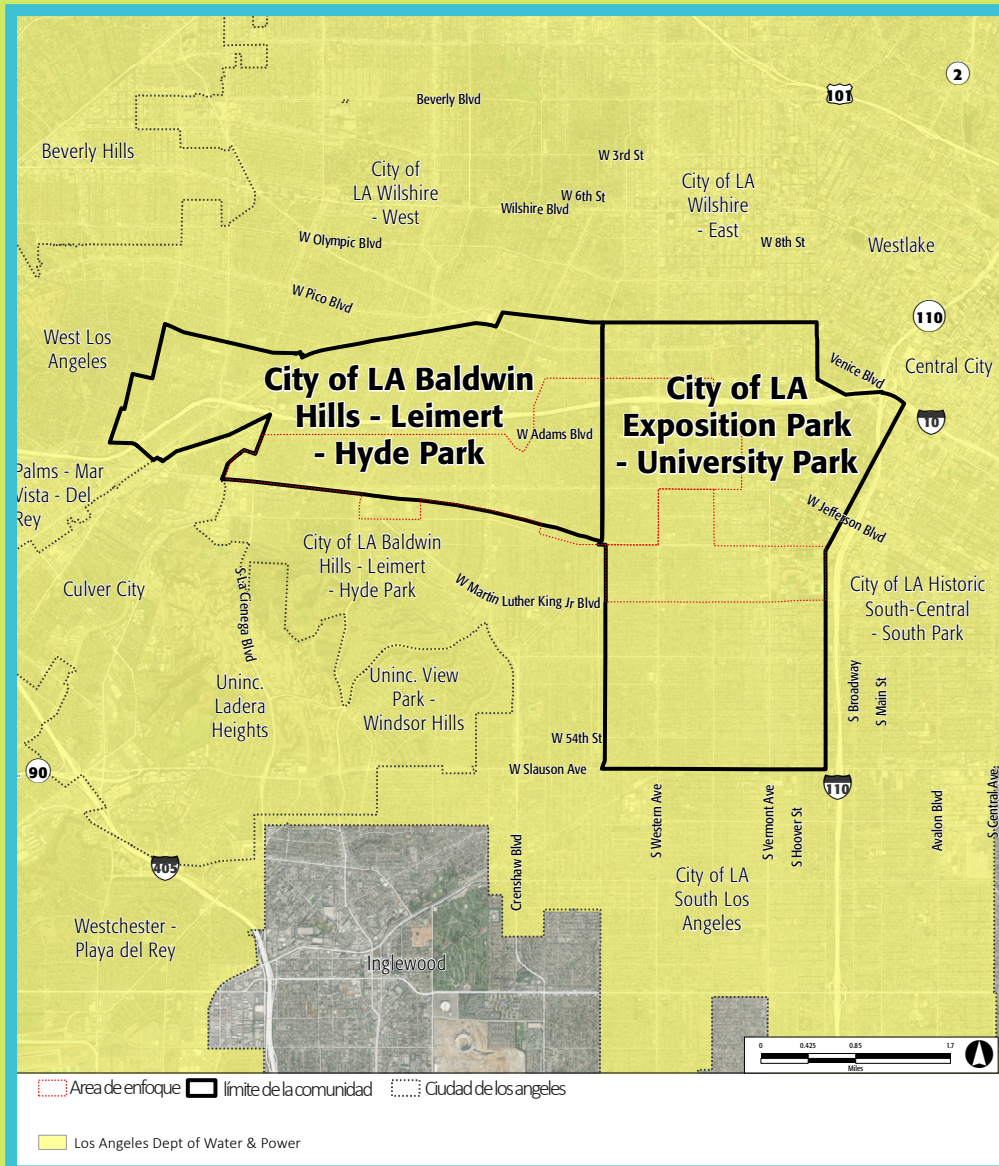 2
101
Beverly Blvd
Beverly Hills
W 3rd St
City of
LA Wilshire
- West
City of LA
Wilshire
- East
W 6th St
Wilshire Blvd
W Olympic Blvd
W 8th St
Westlake
W Pico Blvd
110
West Los
Angeles
Venice Blvd
Central City
City of LA Baldwin
Hills - Leimert
- Hyde Park
City of LA
Exposition Park
- University Park
10
W Adams Blvd
Palms - Mar
Vista - Del
Rey
W Jefferson Blvd
City of LA Baldwin
Hills - Leimert
- Hyde Park
Culver City
S La Cienega Blvd
W Martin Luther King Jr Blvd
City of LA Historic
South-Central
- South Park
Uninc.
Ladera
Heights
Uninc. View
Park -
Windsor Hills
S Broadway
S Main St
W 54th St
W Slauson Ave
90
110
S Western Ave
S Vermont Ave
S Hoover St
Avalon Blvd
S Central Ave
Crenshaw Blvd
405
City of LA
South Los
Angeles
Westchester -
Playa del Rey
Inglewood
0 0.425 0.85 1.7
Miles
Area de enfoque límite de la comunidad Ciudad de los angeles
Los Angeles Dept of Water & Power